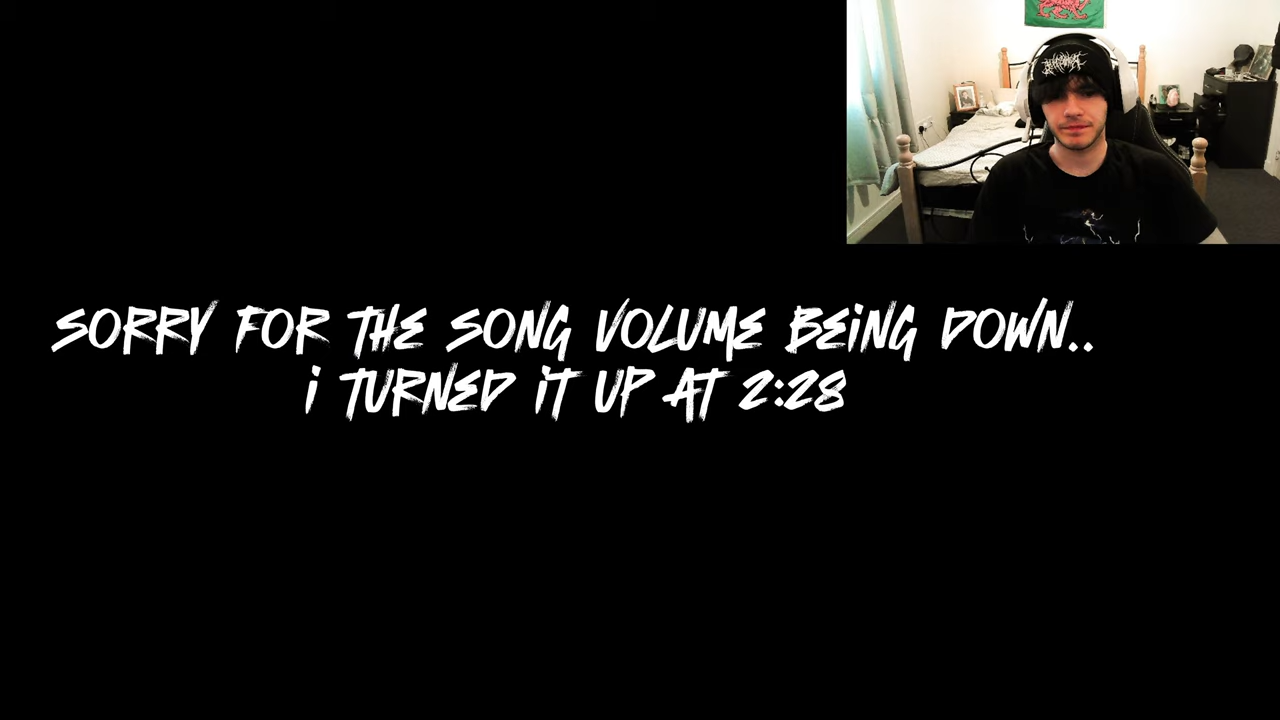 SORRY FOR THE SONG VOLUME BEiNG DOWN..
i TURNED iT UP AT 2:28